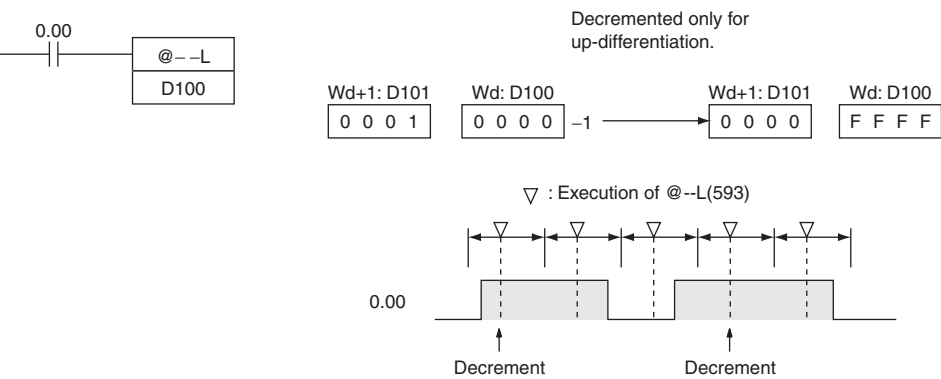 0.00
@– –L
D100
Decremented only for
up-differentiation.
Wd+1: D101 Wd: D100 Wd+1: D101 Wd: D100
0 0 0 1 0 0 0 0 –1 0 0 0 0 F F F F
▽ : Execution of @--L(593)
0.00
Decrement Decrement